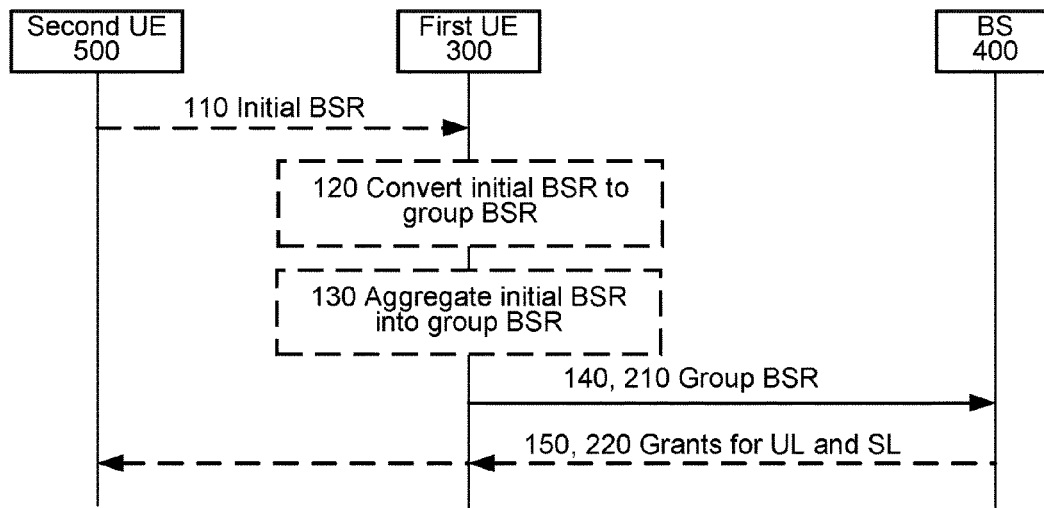 Second UE
500
First UE
300
BS
400
110 Initial BSR
120 Convert initial BSR to
group BSR
130 Aggregate initial BSR
into group BSR
140, 210 Group BSR
150, 220 Grants for UL and SL